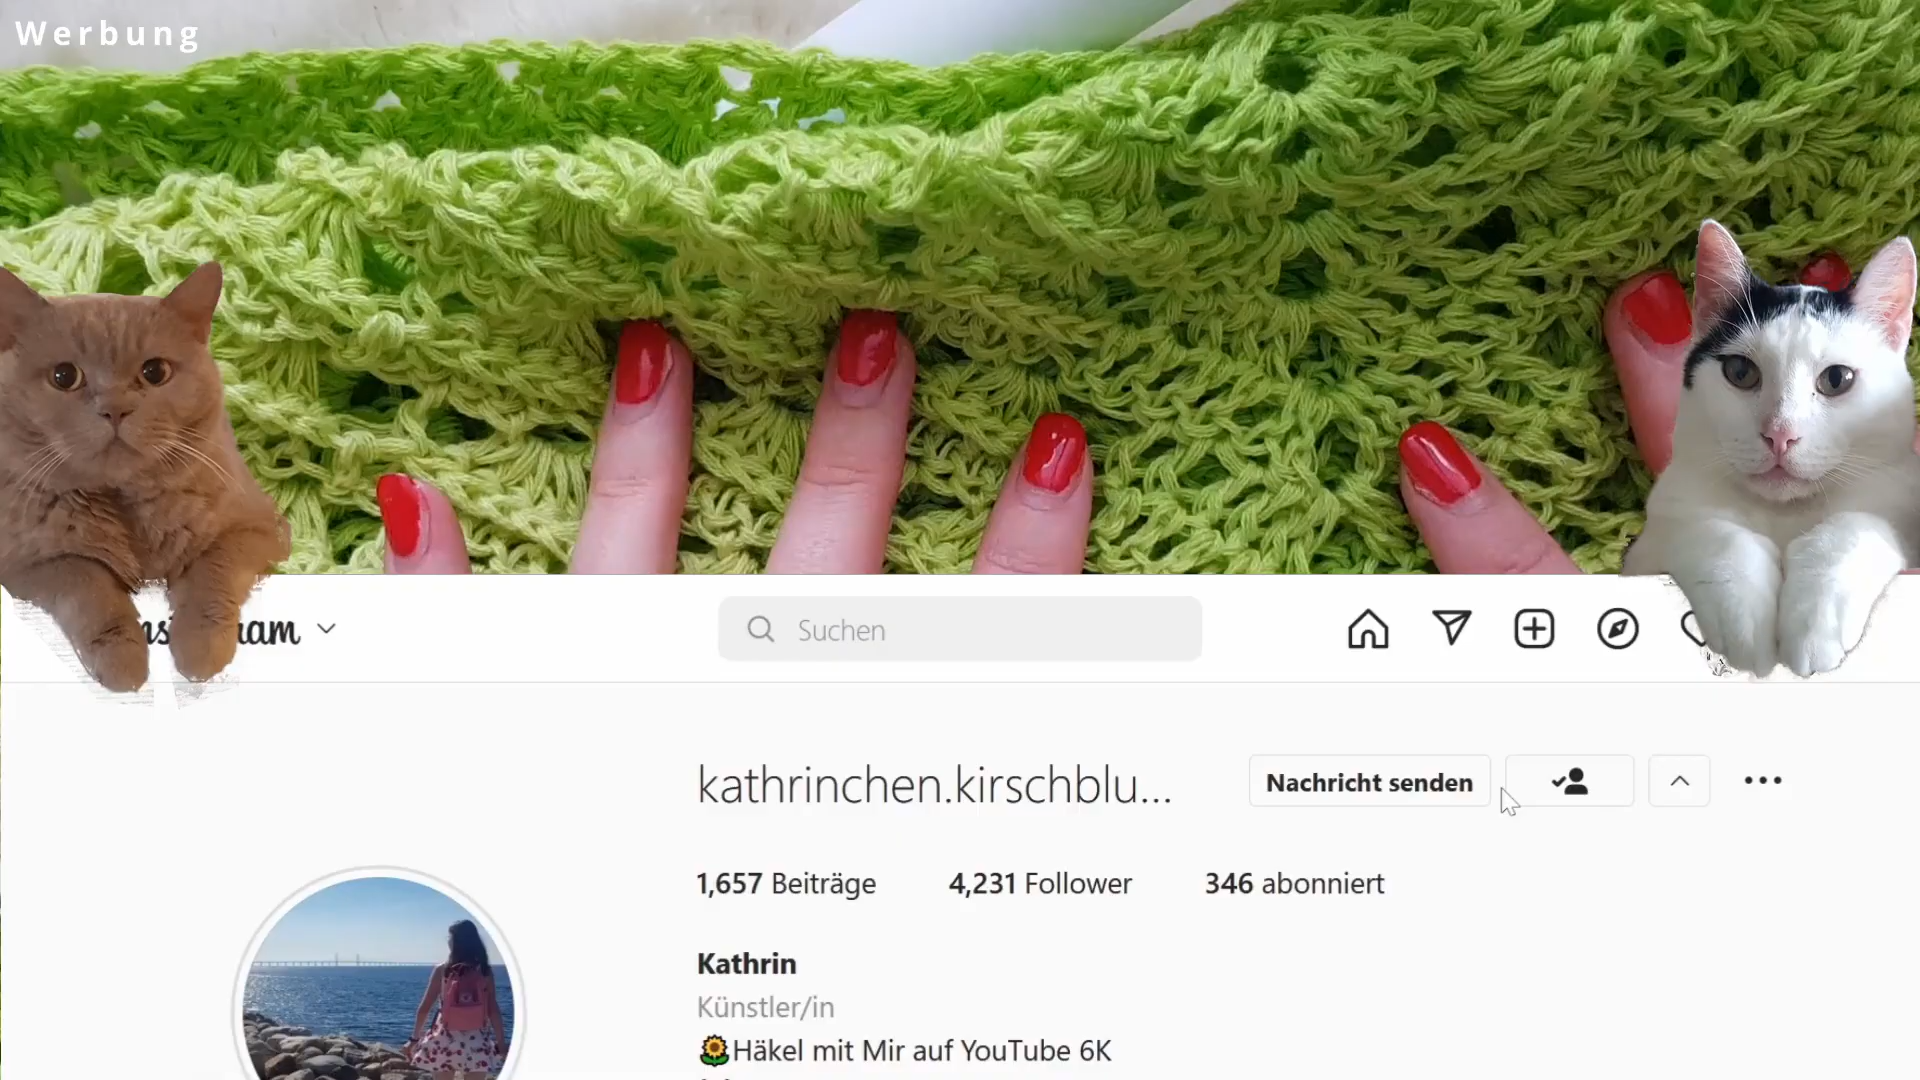 Werbung
Suchen
kathrinchen.kirschblu...
Nachricht senden
1,657 Beiträge
4,231 Follower
346 abonniert
Kathrin
Künstler/in
🌻Häkel mit Mir auf YouTube 6K